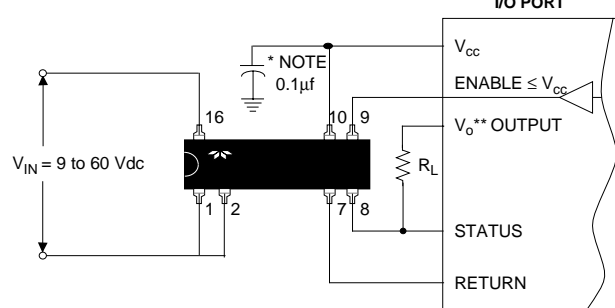 I/O PORT
Vcc
* NOTE
0.1µf
ENABLE ≤ Vcc
16
10
9
Vo** OUTPUT
VIN = 9 to 60 Vdc
RL
1
2
7
8
STATUS
RETURN